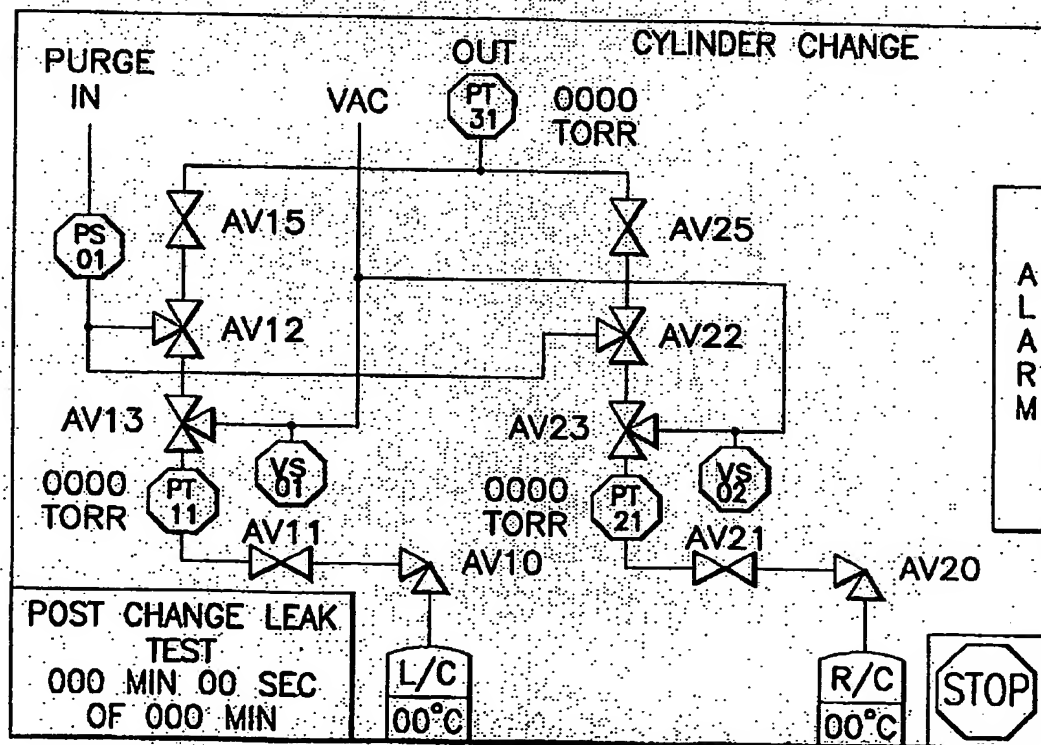 CYLINDER CHANGE
PURGE
IN
VAC
OUT
PT
31
0000
TORR
PS
01
AV15
AV25
AV12
AV22
AV13
AV23
VS
01
VS
02
0000
TORR
PT
11
0000
TORR
PT
21
AV11
AV10
AV21
AV20
A
L
A
R
M
POST CHANGE LEAK
TEST
000 MIN 00 SEC
OF 000 MIN
L/C
00°C
R/C
00°C
STOP